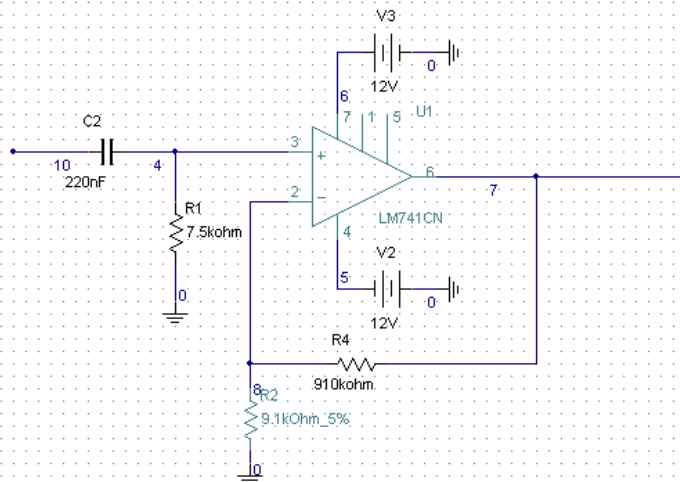 V3
0
12V
6
7 1 5 U1
C2
3
+
10 4
220nF
6
7
2
−
R1
7.5kohm
LM741CN
4
V2
5
0
0
12V
R4
910kohm
8
R2
9.1kOhm_5%
0